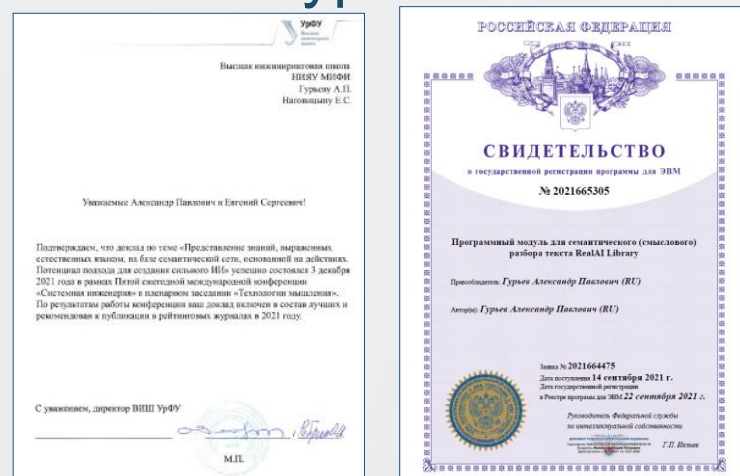 ур
УрФУ
Высшая инжиниринговая школа
НИЯУ МИФИ
Гурьеву А.П.
Наговицыну Е.С.
Уважаемые Александр Павлович и Евгений Сергеевич!
Подтверждаем, что доклад по теме «Представление знаний, выраженных
естественных языком, на базе семантической сети, основанной на действиях.
Потенциал подхода для создания сильного ИИ» успешно состоялся 3 декабря
2021 года в рамках Пятой ежегодной международной конференции
«Системная инженерия» в пленарном заседании «Технологии мышления».
По результатам работы конференции ваш доклад включен в состав лучших и
рекомендован к публикации в рейтинговых журналах в 2021 году.
С уважением, директор ВИШ УрФУ
М.П.
РОССИЙСКАЯ ФЕДЕРАЦИЯ
СВИДЕТЕЛЬСТВО
о государственной регистрации программы для ЭВМ
№ 2021665305
Программный модуль для семантического (смыслового)
разбора текста RealAI Library
Правообладатель: Гурьев Александр Павлович (RU)
Автор(ы): Гурьев Александр Павлович (RU)
Заявка № 2021664475
Дата поступления 14 сентября 2021 г.
Дата государственной регистрации
в Реестре программ для ЭВМ 22 сентября 2021 г.
Руководитель Федеральной службы
по интеллектуальной собственности
Г.П. Ивлиев